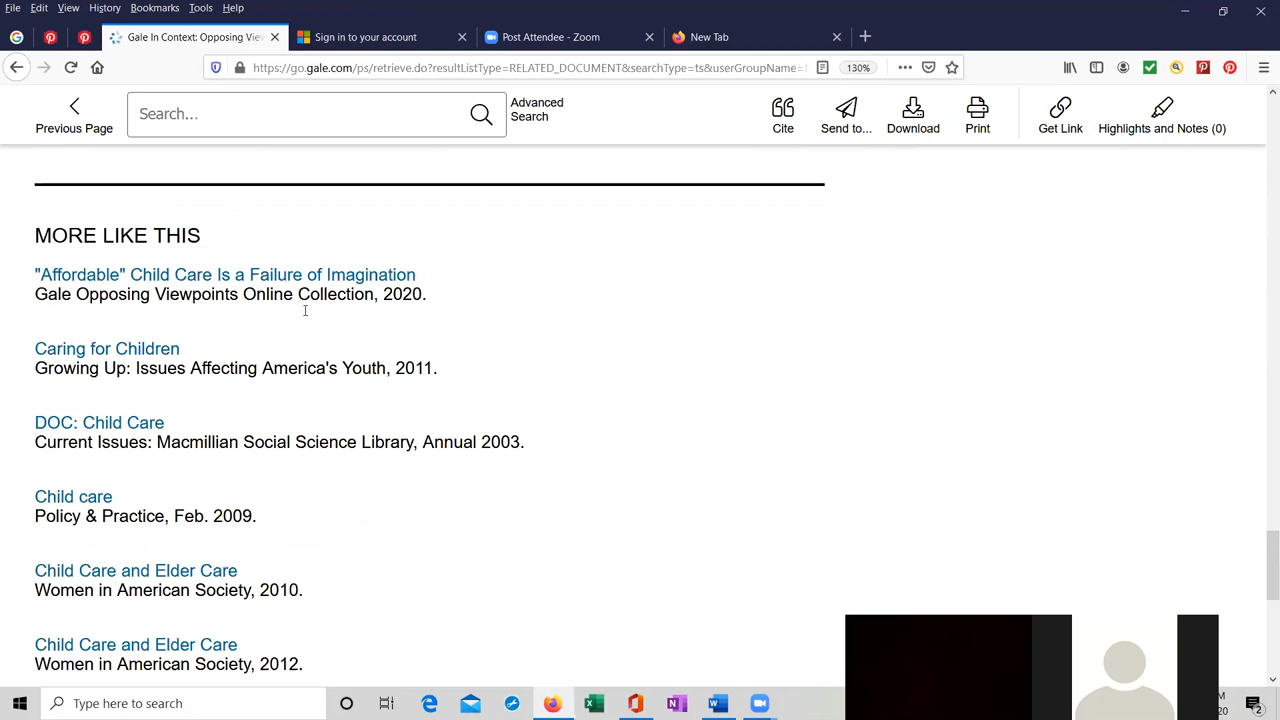 File Edit View History Bookmarks Tools Help
Gale In Context: Opposing View
Sign in to your account
Post Attendee - Zoom
New Tab
https://go.gale.com/ps/retrieve.do?resultListType=RELATED_DOCUMENT&searchType=ts&userGroupName=
130%
Previous Page
Search...
Advanced
Search
Cite
Send to...
Download
Print
Get Link
Highlights and Notes (0)
MORE LIKE THIS
"Affordable" Child Care Is a Failure of Imagination
Gale Opposing Viewpoints Online Collection, 2020.
Caring for Children
Growing Up: Issues Affecting America's Youth, 2011.
DOC: Child Care
Current Issues: Macmillian Social Science Library, Annual 2003.
Child care
Policy & Practice, Feb. 2009.
Child Care and Elder Care
Women in American Society, 2010.
Child Care and Elder Care
Women in American Society, 2012.
Type here to search
M
20
2